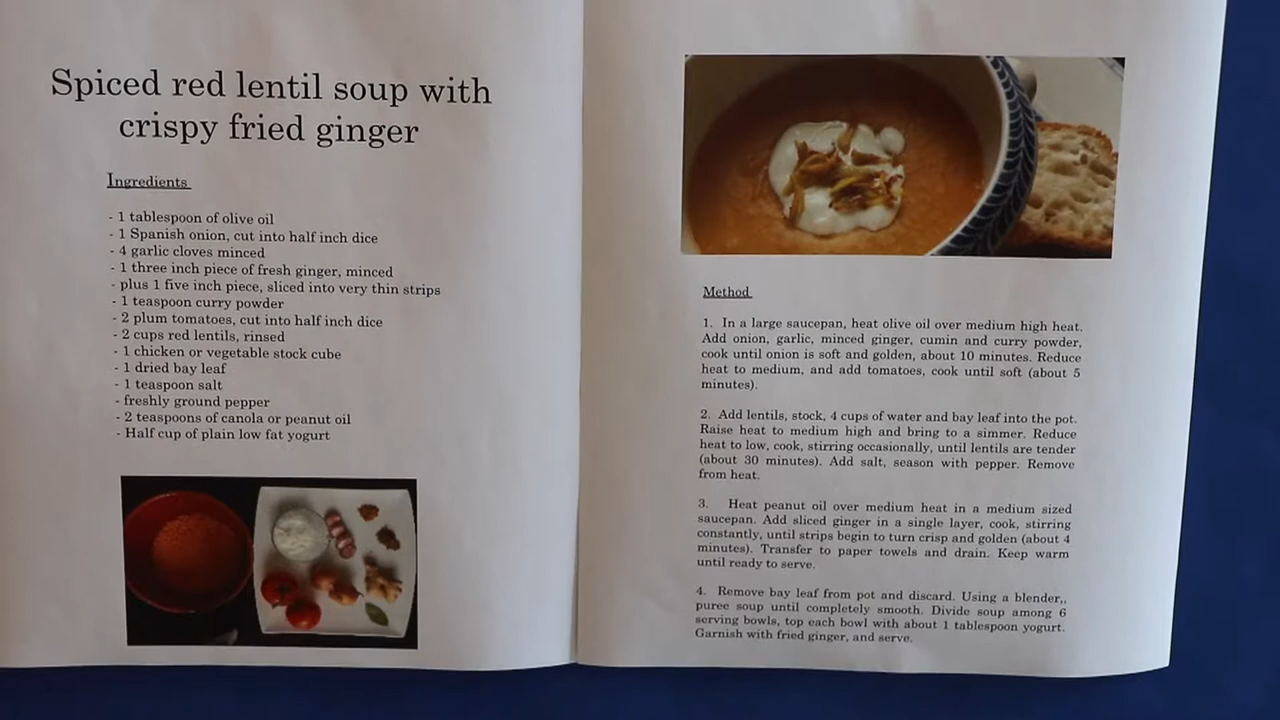 Spiced red lentil soup with
crispy fried ginger
Ingredients
- 1 tablespoon of olive oil
- 1 Spanish onion, cut into half inch dice
- 4 garlic cloves minced
- 1 three inch piece of fresh ginger, minced
- plus 1 five inch piece, sliced into very thin strips
- 1 teaspoon curry powder
- 2 plum tomatoes, cut into half inch dice
- 2 cups red lentils, rinsed
- 1 chicken or vegetable stock cube
- 1 dried bay leaf
- 1 teaspoon salt
- freshly ground pepper
- 2 teaspoons of canola or peanut oil
- Half cup of plain low fat yogurt
Method
1. In a large saucepan, heat olive oil over medium high heat.
Add onion, garlic, minced ginger, cumin and curry powder,
cook until onion is soft and golden, about 10 minutes. Reduce
heat to medium, and add tomatoes, cook until soft (about 5
minutes).
2. Add lentils, stock, 4 cups of water and bay leaf into the pot.
Raise heat to medium high and bring to a simmer. Reduce
heat to low, cook, stirring occasionally, until lentils are tender
(about 30 minutes). Add salt, season with pepper. Remove
from heat.
3. Heat peanut oil over medium heat in a medium sized
saucepan. Add sliced ginger in a single layer, cook, stirring
constantly, until strips begin to turn crisp and golden (about 4
minutes). Transfer to paper towels and drain. Keep warm
until ready to serve.
4. Remove bay leaf from pot and discard. Using a blender,,
puree soup until completely smooth. Divide soup among 6
serving bowls, top each bowl with about 1 tablespoon yogurt.
Garnish with fried ginger, and serve.